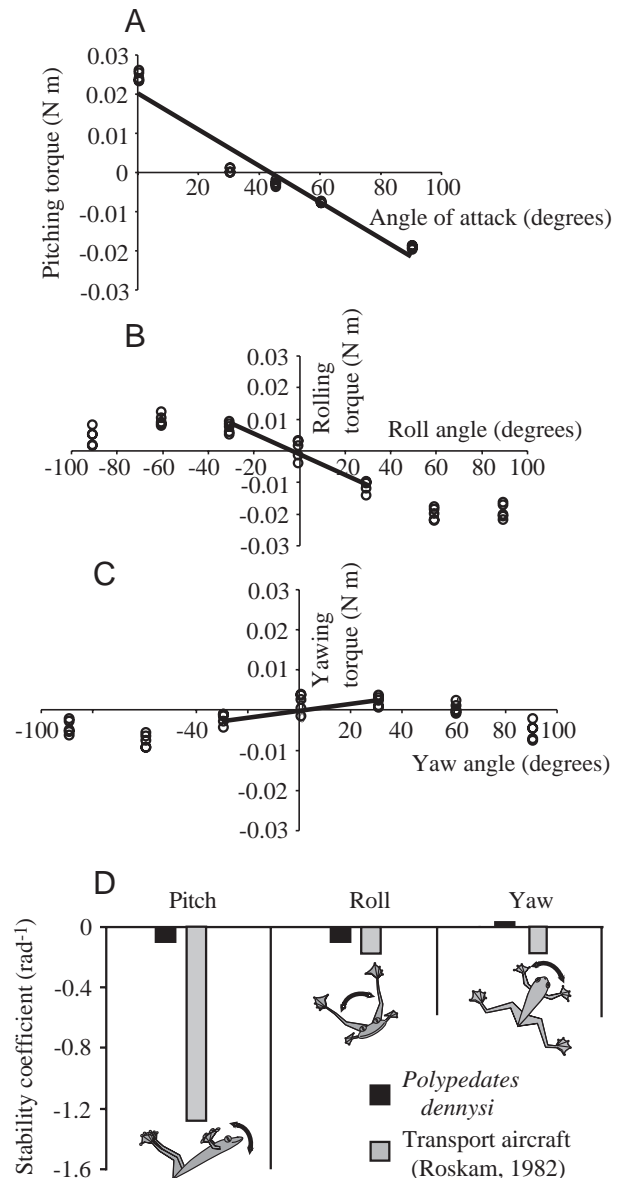 A
Pitching torque (N m)
0.03
0.02
0.01
0
-0.01
-0.02
-0.03
20 40 60 80 100
Angle of attack (degrees)
B
Rolling
torque (N m)
0.03
0.02
0.01
Roll angle (degrees)
-100 -80 -60 -40 -20 20 40 60 80 100
-0.01
-0.02
-0.03
C
Yawing
torque (N m)
0.03
0.02
0.01
-100 -40 -20 20 40 60 80 100
-0.01
-0.02
-0.03
Yaw angle (degrees)
D
Pitch Roll Yaw
Stability coefficient (rad-1)
0
-0.4
-0.8
-1.2
-1.6
Polypedates
dennysi
Transport aircraft
(Roskam, 1982)